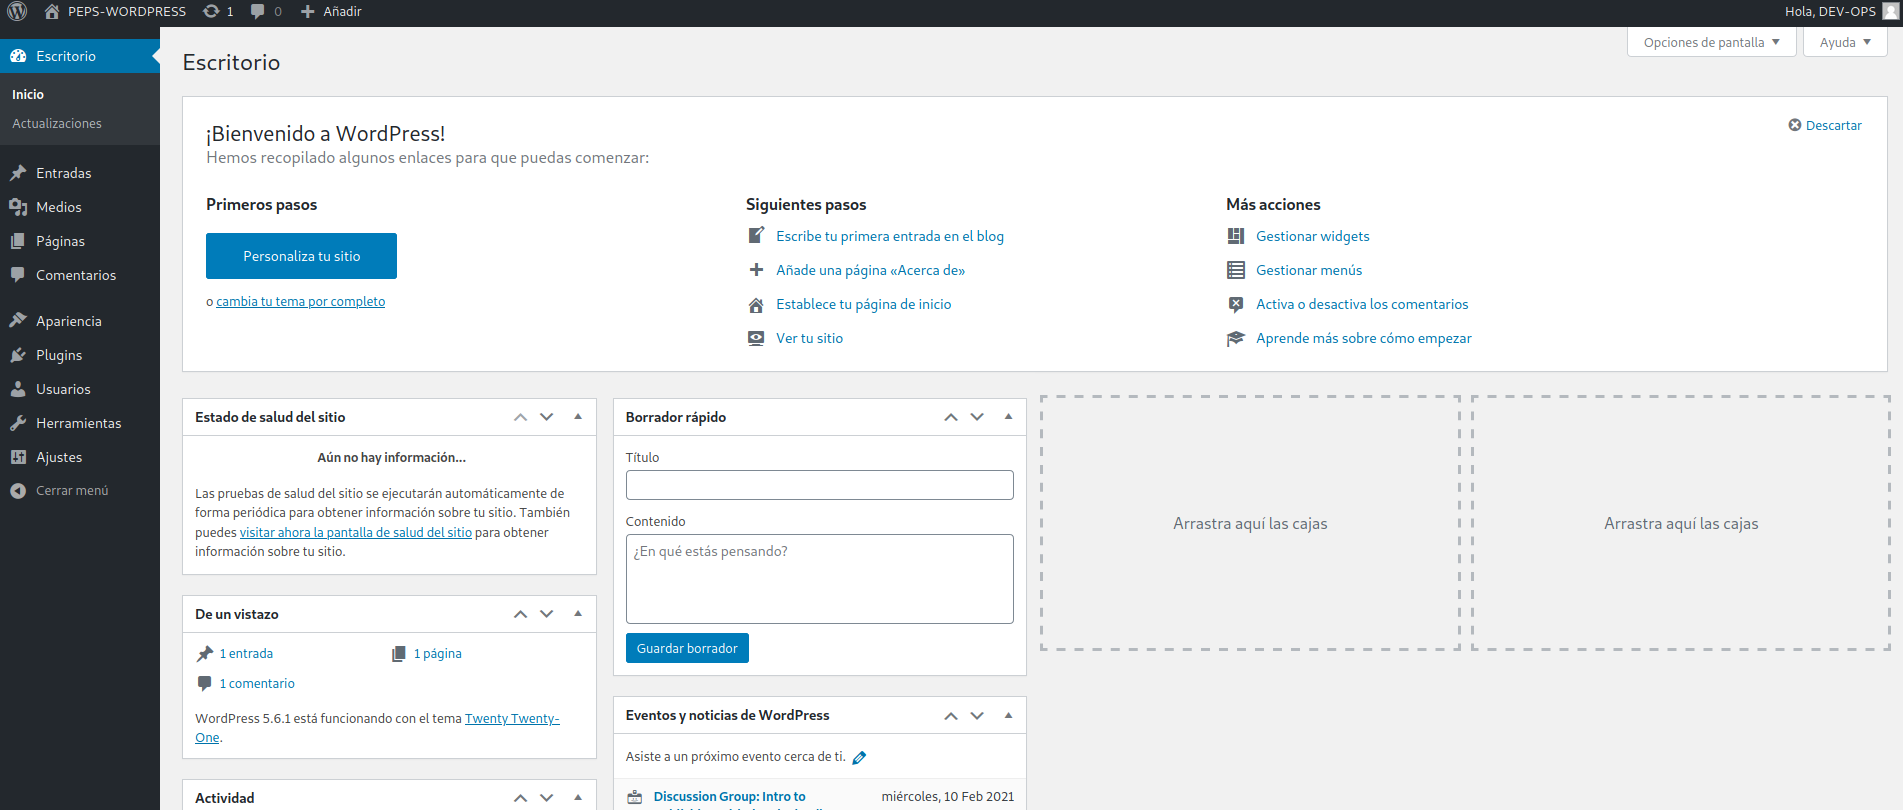 PEPS-WORDPRESS 1 0 Añadir
Hola, DEV-OPS
Escritorio
Inicio
Actualizaciones
Entradas
Medios
Páginas
Comentarios
Apariencia
Plugins
Usuarios
Herramientas
Ajustes
Cerrar menú
Opciones de pantalla
Ayuda
Escritorio
¡Bienvenido a WordPress!
Hemos recopilado algunos enlaces para que puedas comenzar:
Descartar
Primeros pasos
Personaliza tu sitio
o cambia tu tema por completo
Siguientes pasos
Escribe tu primera entrada en el blog
Añade una página «Acerca de»
Establece tu página de inicio
Ver tu sitio
Más acciones
Gestionar widgets
Gestionar menús
Activa o desactiva los comentarios
Aprende más sobre cómo empezar
Estado de salud del sitio
Aún no hay información...
Las pruebas de salud del sitio se ejecutarán automáticamente de
forma periódica para obtener información sobre tu sitio. También
puedes visitar ahora la pantalla de salud del sitio para obtener
información sobre tu sitio.
De un vistazo
1 entrada
1 página
1 comentario
WordPress 5.6.1 está funcionando con el tema Twenty Twenty-
One.
Actividad
Borrador rápido
Título
Contenido
¿En qué estás pensando?
Guardar borrador
Eventos y noticias de WordPress
Asiste a un próximo evento cerca de ti.
Discussion Group: Intro to
miércoles, 10 Feb 2021
Arrastra aquí las cajas
Arrastra aquí las cajas